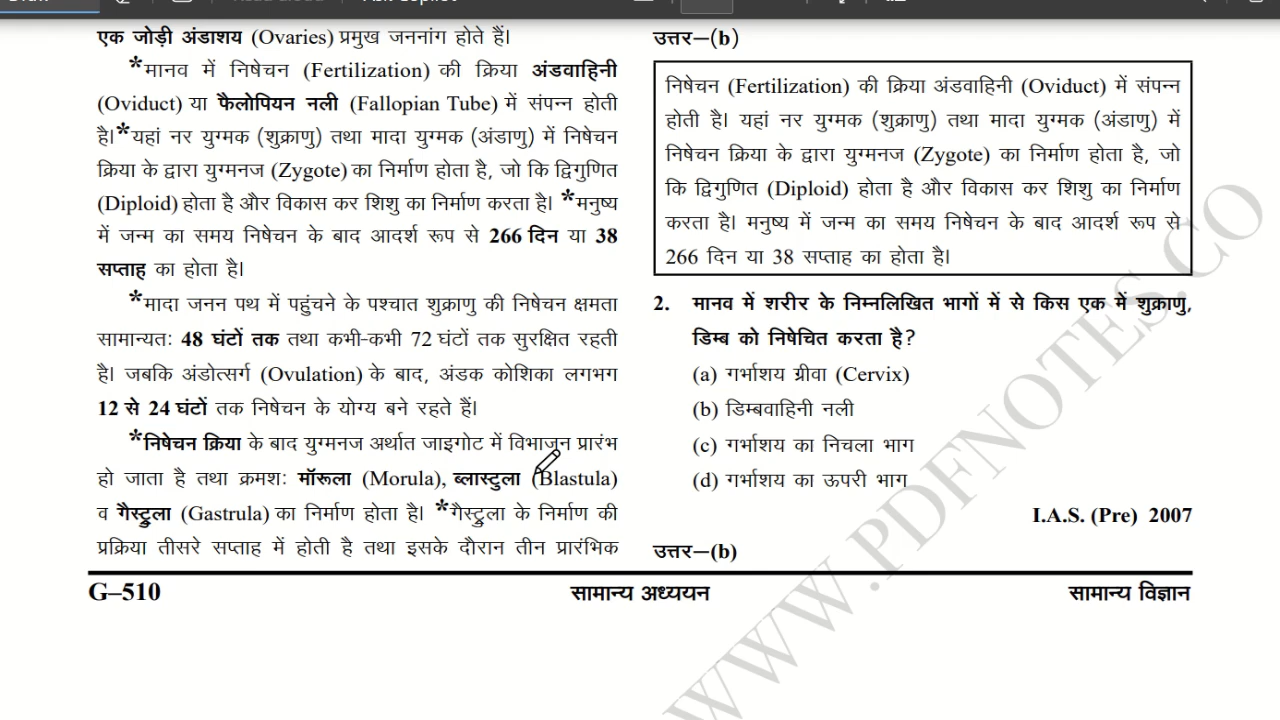 एक जोड़ी अंडाशय (Ovaries) प्रमुख जननांग होते हैं।
*मानव में निषेचन (Fertilization) की क्रिया अंडवाहिनी
(Oviduct) या फैलोपियन नली (Fallopian Tube) में संपन्न होती
है। *यहां नर युग्मक (शुक्राणु) तथा मादा युग्मक (अंडाणु) में निषेचन
क्रिया के द्वारा युग्मनज (Zygote) का निर्माण होता है, जो कि द्विगुणित
(Diploid) होता है और विकास कर शिशु का निर्माण करता है। *मनुष्य
में जन्म का समय निषेचन के बाद आदर्श रूप से 266 दिन या 38
सप्ताह का होता है।
*मादा जनन पथ में पहुंचने के पश्चात शुक्राणु की निषेचन क्षमता
सामान्यतः 48 घंटों तक तथा कभी-कभी 72 घंटों तक सुरक्षित रहती
है। जबकि अंडोत्सर्ग (Ovulation) के बाद, अंडक कोशिका लगभग
12 से 24 घंटों तक निषेचन के योग्य बने रहते हैं।
*निषेचन क्रिया के बाद युग्मनज अर्थात जाइगोट में विभाजन प्रारंभ
हो जाता है तथा क्रमशः मॉरूला (Morula), ब्लास्टुला (Blastula)
व गैस्ट्रुला (Gastrula) का निर्माण होता है। *गैस्ट्रुला के निर्माण की
प्रक्रिया तीसरे सप्ताह में होती है तथा इसके दौरान तीन प्रारंभिक
उत्तर–(b)
निषेचन (Fertilization) की क्रिया अंडवाहिनी (Oviduct) में संपन्न
होती है। यहां नर युग्मक (शुक्राणु) तथा मादा युग्मक (अंडाणु) में
निषेचन क्रिया के द्वारा युग्मनज (Zygote) का निर्माण होता है, जो
कि द्विगुणित (Diploid) होता है और विकास कर शिशु का निर्माण
करता है। मनुष्य में जन्म का समय निषेचन के बाद आदर्श रूप से
266 दिन या 38 सप्ताह का होता है।
2. मानव में शरीर के निम्नलिखित भागों में से किस एक में शुक्राणु,
डिम्ब को निषेचित करता है?
(a) गर्भाशय ग्रीवा (Cervix)
(b) डिम्बवाहिनी नली
(c) गर्भाशय का निचला भाग
(d) गर्भाशय का ऊपरी भाग
I.A.S. (Pre) 2007
उत्तर–(b)
G–510 सामान्य अध्ययन सामान्य विज्ञान
WWW.PDFNOTES.CO